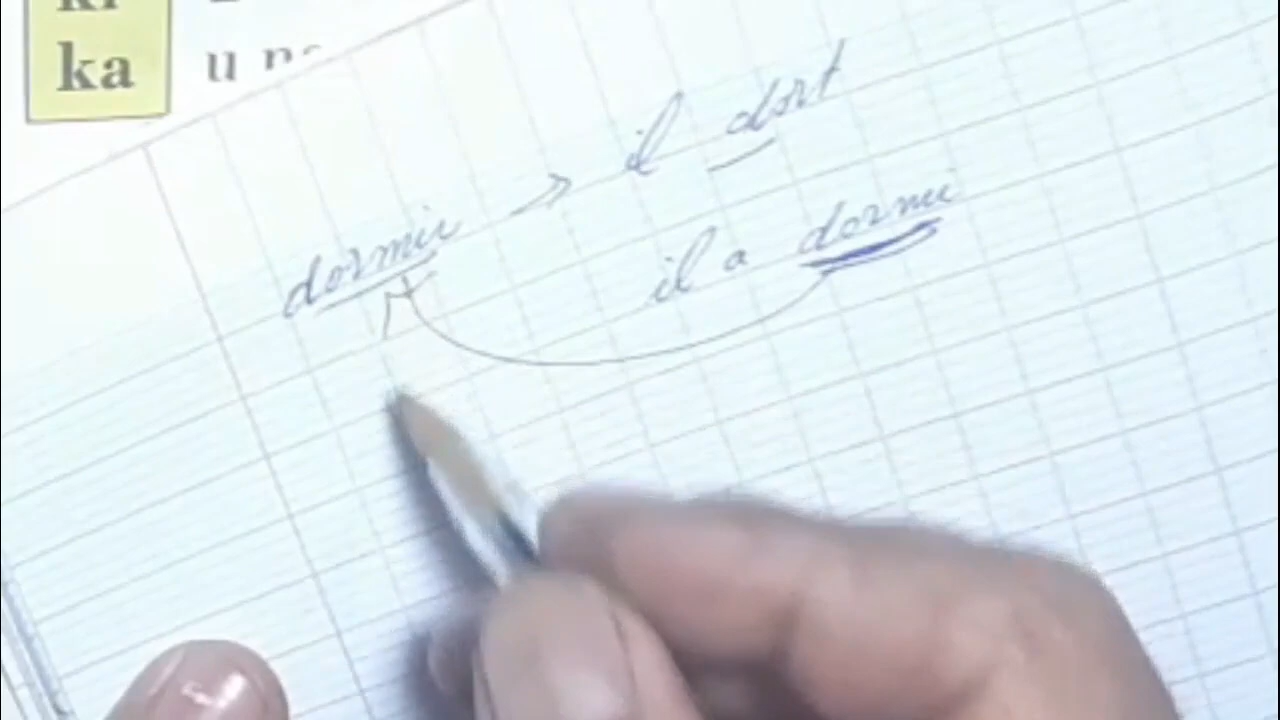 ka
dormir → il dort
il a dormi